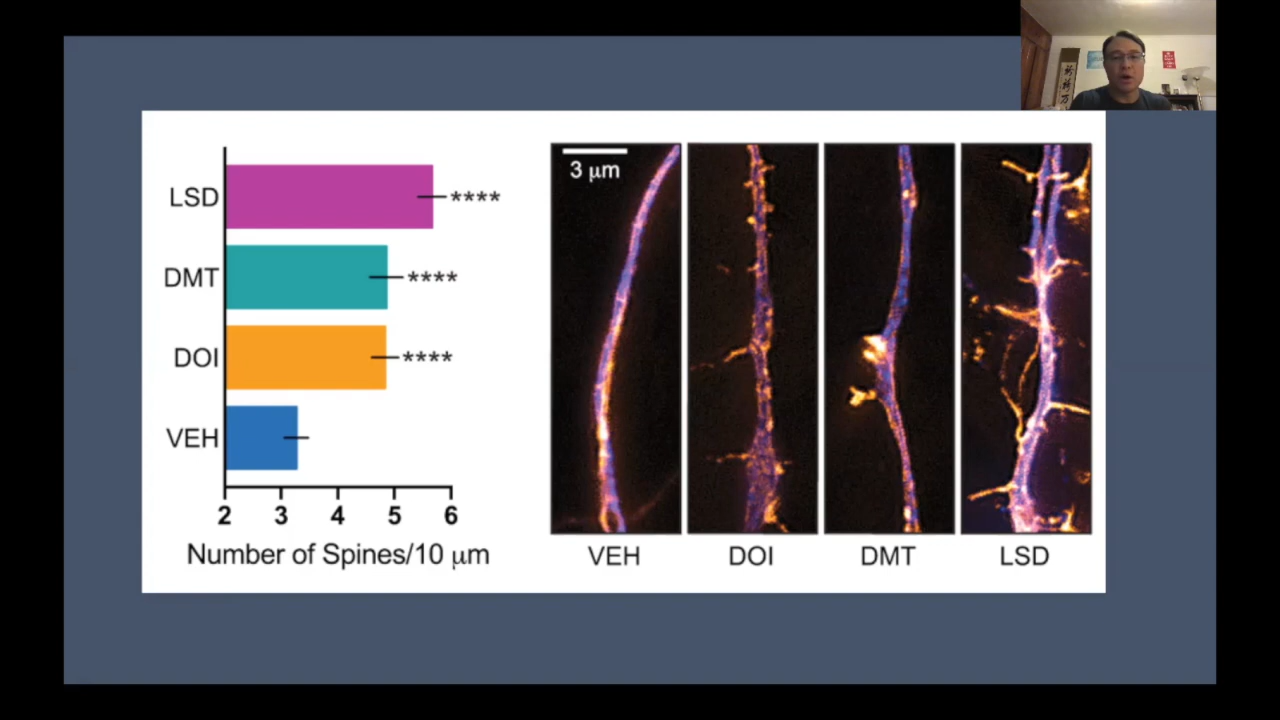 LSD ****
DMT ****
DOI ****
VEH
2 3 4 5 6
Number of Spines/10 μm
3 μm
VEH DOI DMT LSD